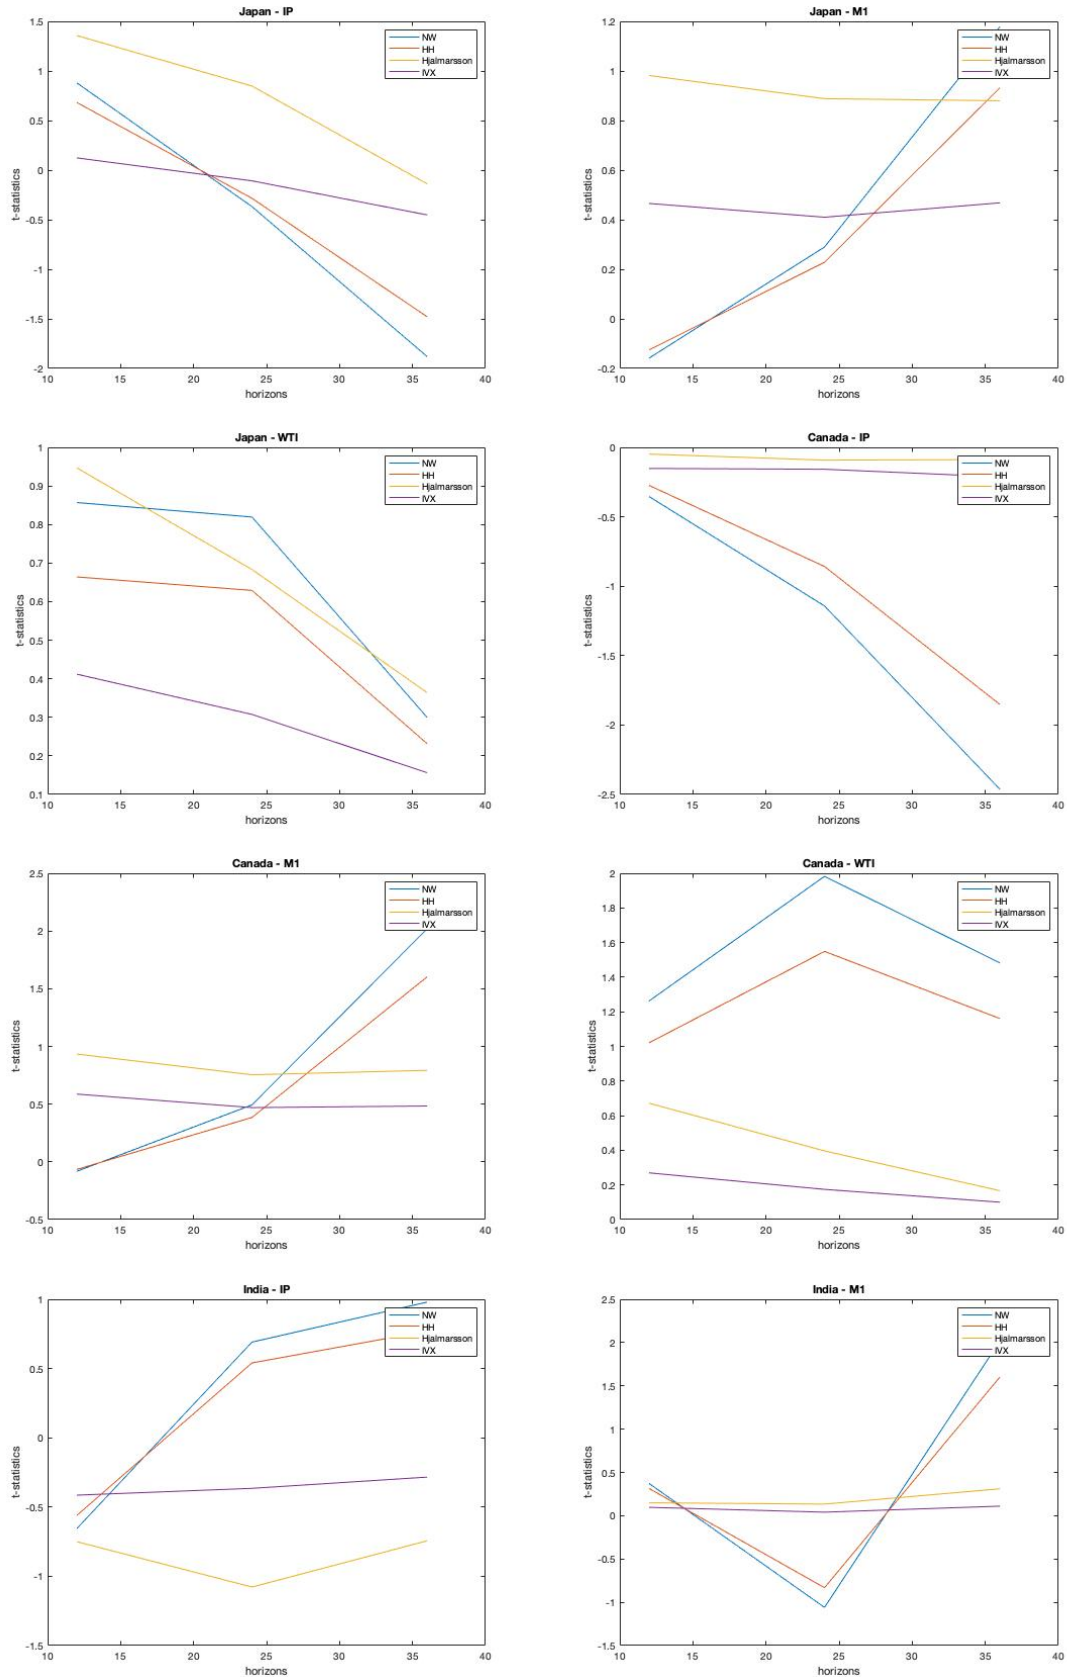 Japan - IP
1.5
1
0.5
0
-0.5
-1
-1.5
-2
t-statistics
10 15 20 25 30 35 40
horizons
NW
HH
Hjalmarsson
IVX
Japan - M1
1.2
1
0.8
0.6
0.4
0.2
0
-0.2
t-statistics
10 15 20 25 30 35 40
horizons
NW
HH
Hjalmarsson
IVX
Japan - WTI
1
0.9
0.8
0.7
0.6
0.5
0.4
0.3
0.2
0.1
t-statistics
10 15 20 25 30 35 40
horizons
NW
HH
Hjalmarsson
IVX
Canada - IP
0
-0.5
-1
-1.5
-2
-2.5
t-statistics
10 15 20 25 30 35 40
horizons
NW
HH
Hjalmarsson
IVX
Canada - M1
2.5
2
1.5
1
0.5
0
-0.5
t-statistics
10 15 20 25 30 35 40
horizons
NW
HH
Hjalmarsson
IVX
Canada - WTI
2
1.8
1.6
1.4
1.2
1
0.8
0.6
0.4
0.2
0
t-statistics
10 15 20 25 30 35 40
horizons
NW
HH
Hjalmarsson
IVX
India - IP
1
0.5
0
-0.5
-1
-1.5
t-statistics
10 15 20 25 30 35 40
horizons
NW
HH
Hjalmarsson
IVX
India - M1
2.5
2
1.5
1
0.5
0
-0.5
-1
-1.5
t-statistics
10 15 20 25 30 35 40
horizons
NW
HH
Hjalmarsson
IVX